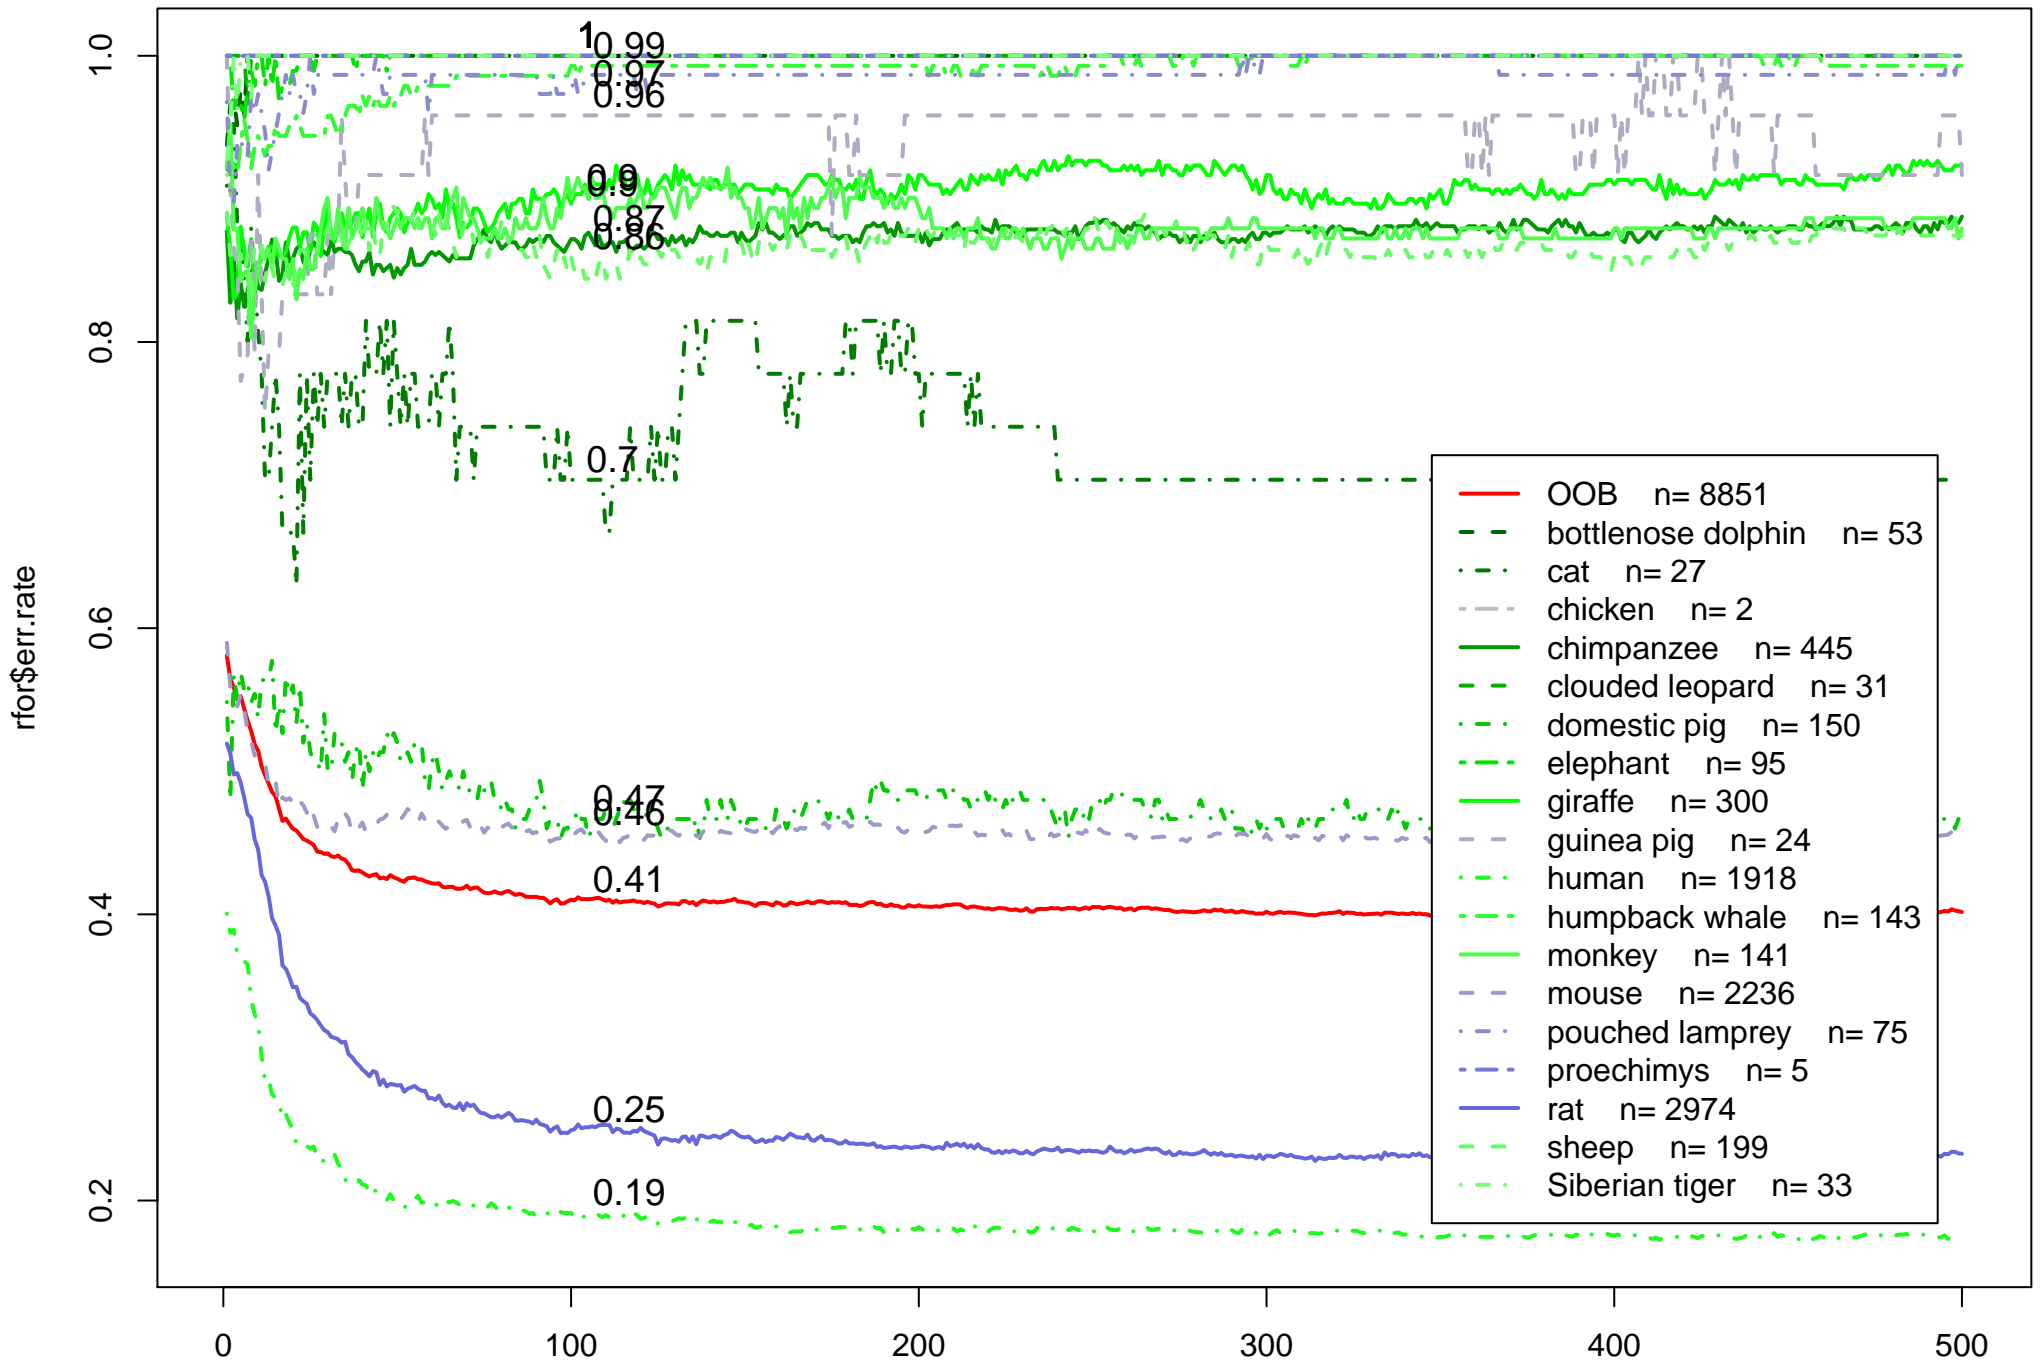 1
0.99
0.97
0.96
0.9
0.9
0.87
0.86
0.7
0.47
0.46
0.41
0.25
0.19
rfor$err.rate
1.0
0.8
0.6
0.4
0.2
0 100 200 300 400 500
OOB n= 8851
bottlenose dolphin n= 53
cat n= 27
chicken n= 2
chimpanzee n= 445
clouded leopard n= 31
domestic pig n= 150
elephant n= 95
giraffe n= 300
guinea pig n= 24
human n= 1918
humpback whale n= 143
monkey n= 141
mouse n= 2236
pouched lamprey n= 75
proechimys n= 5
rat n= 2974
sheep n= 199
Siberian tiger n= 33